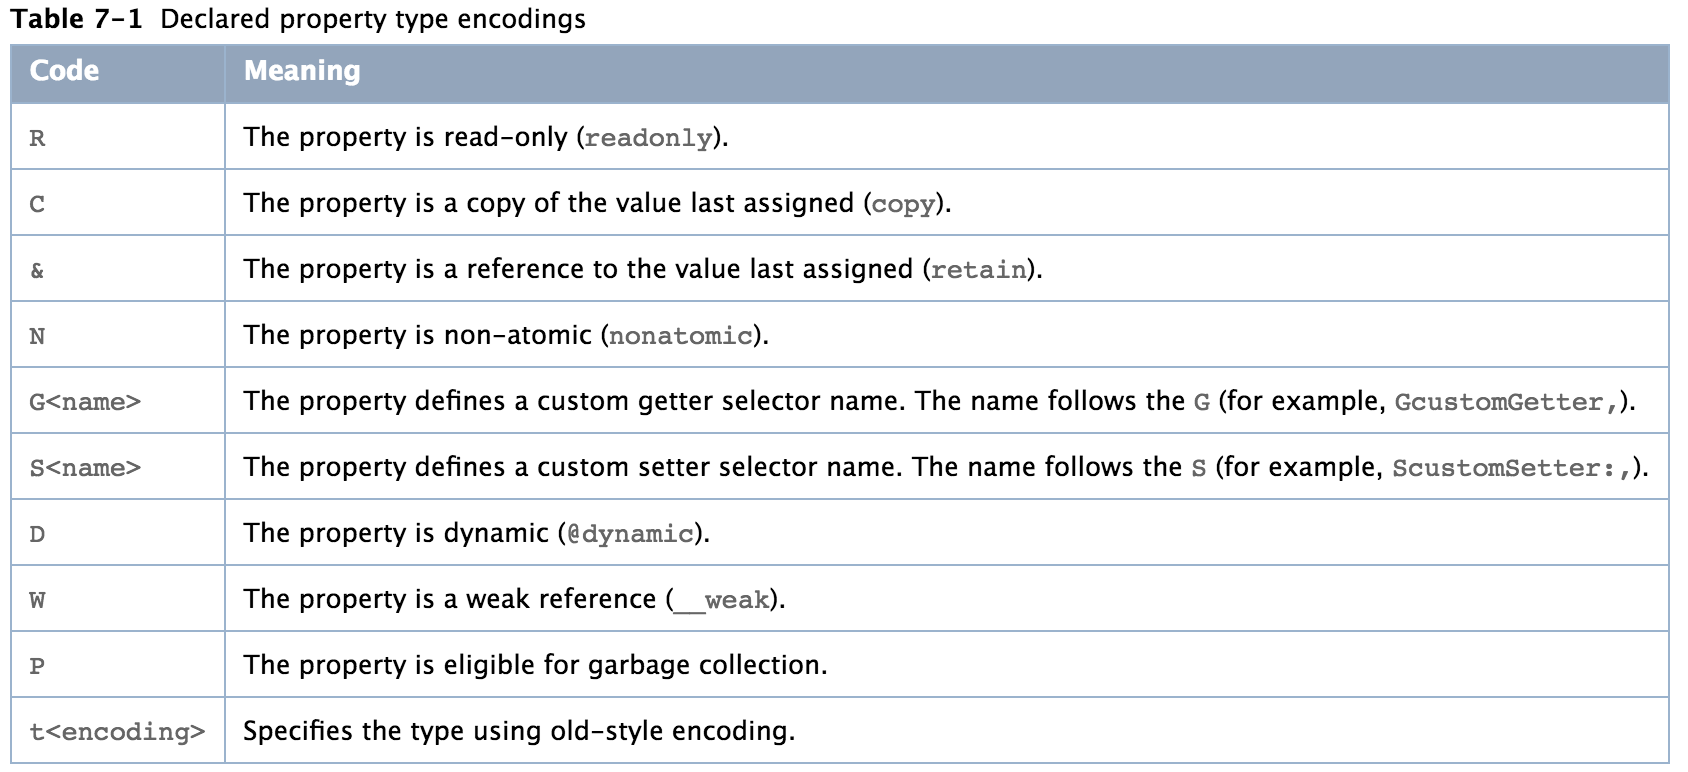 Table 7-1 Declared property type encodings
Code Meaning
R The property is read-only (readonly).
C The property is a copy of the value last assigned (copy).
& The property is a reference to the value last assigned (retain).
N The property is non-atomic (nonatomic).
G<name> The property defines a custom getter selector name. The name follows the G (for example, GcustomGetter,).
S<name> The property defines a custom setter selector name. The name follows the S (for example, ScustomSetter:,).
D The property is dynamic (@dynamic).
W The property is a weak reference (__weak).
P The property is eligible for garbage collection.
t<encoding> Specifies the type using old-style encoding.